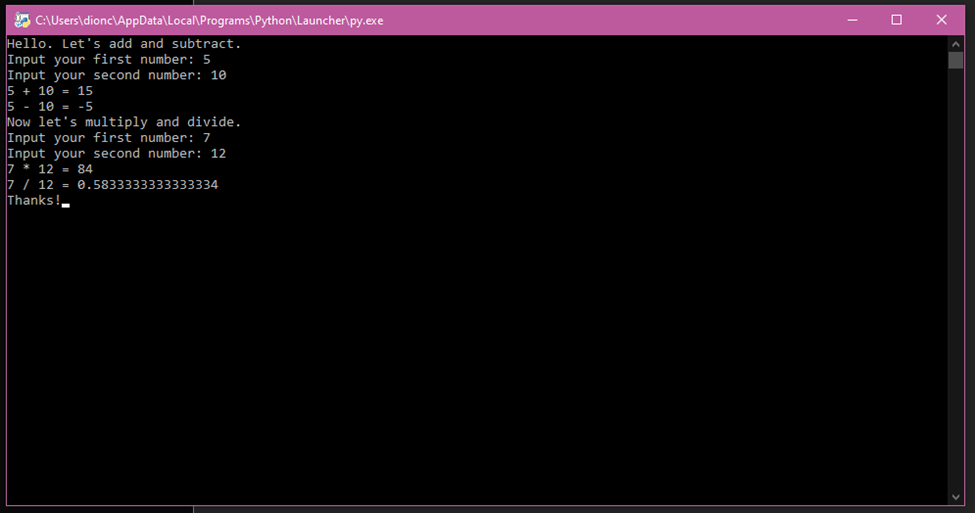 C:\Users\dionc\AppData\Local\Programs\Python\Launcher\py.exe
Hello. Let's add and subtract.
Input your first number: 5
Input your second number: 10
5 + 10 = 15
5 - 10 = -5
Now let's multiply and divide.
Input your first number: 7
Input your second number: 12
7 * 12 = 84
7 / 12 = 0.5833333333333334
Thanks!